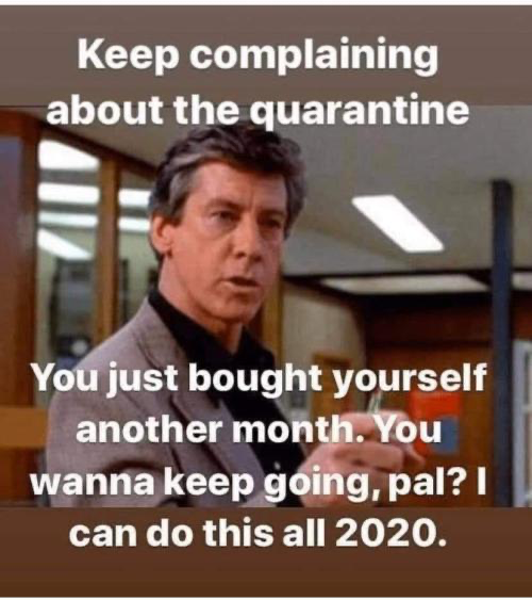 Keep complaining
about the quarantine
You just bought yourself
another month. You
wanna keep going, pal? I
can do this all 2020.